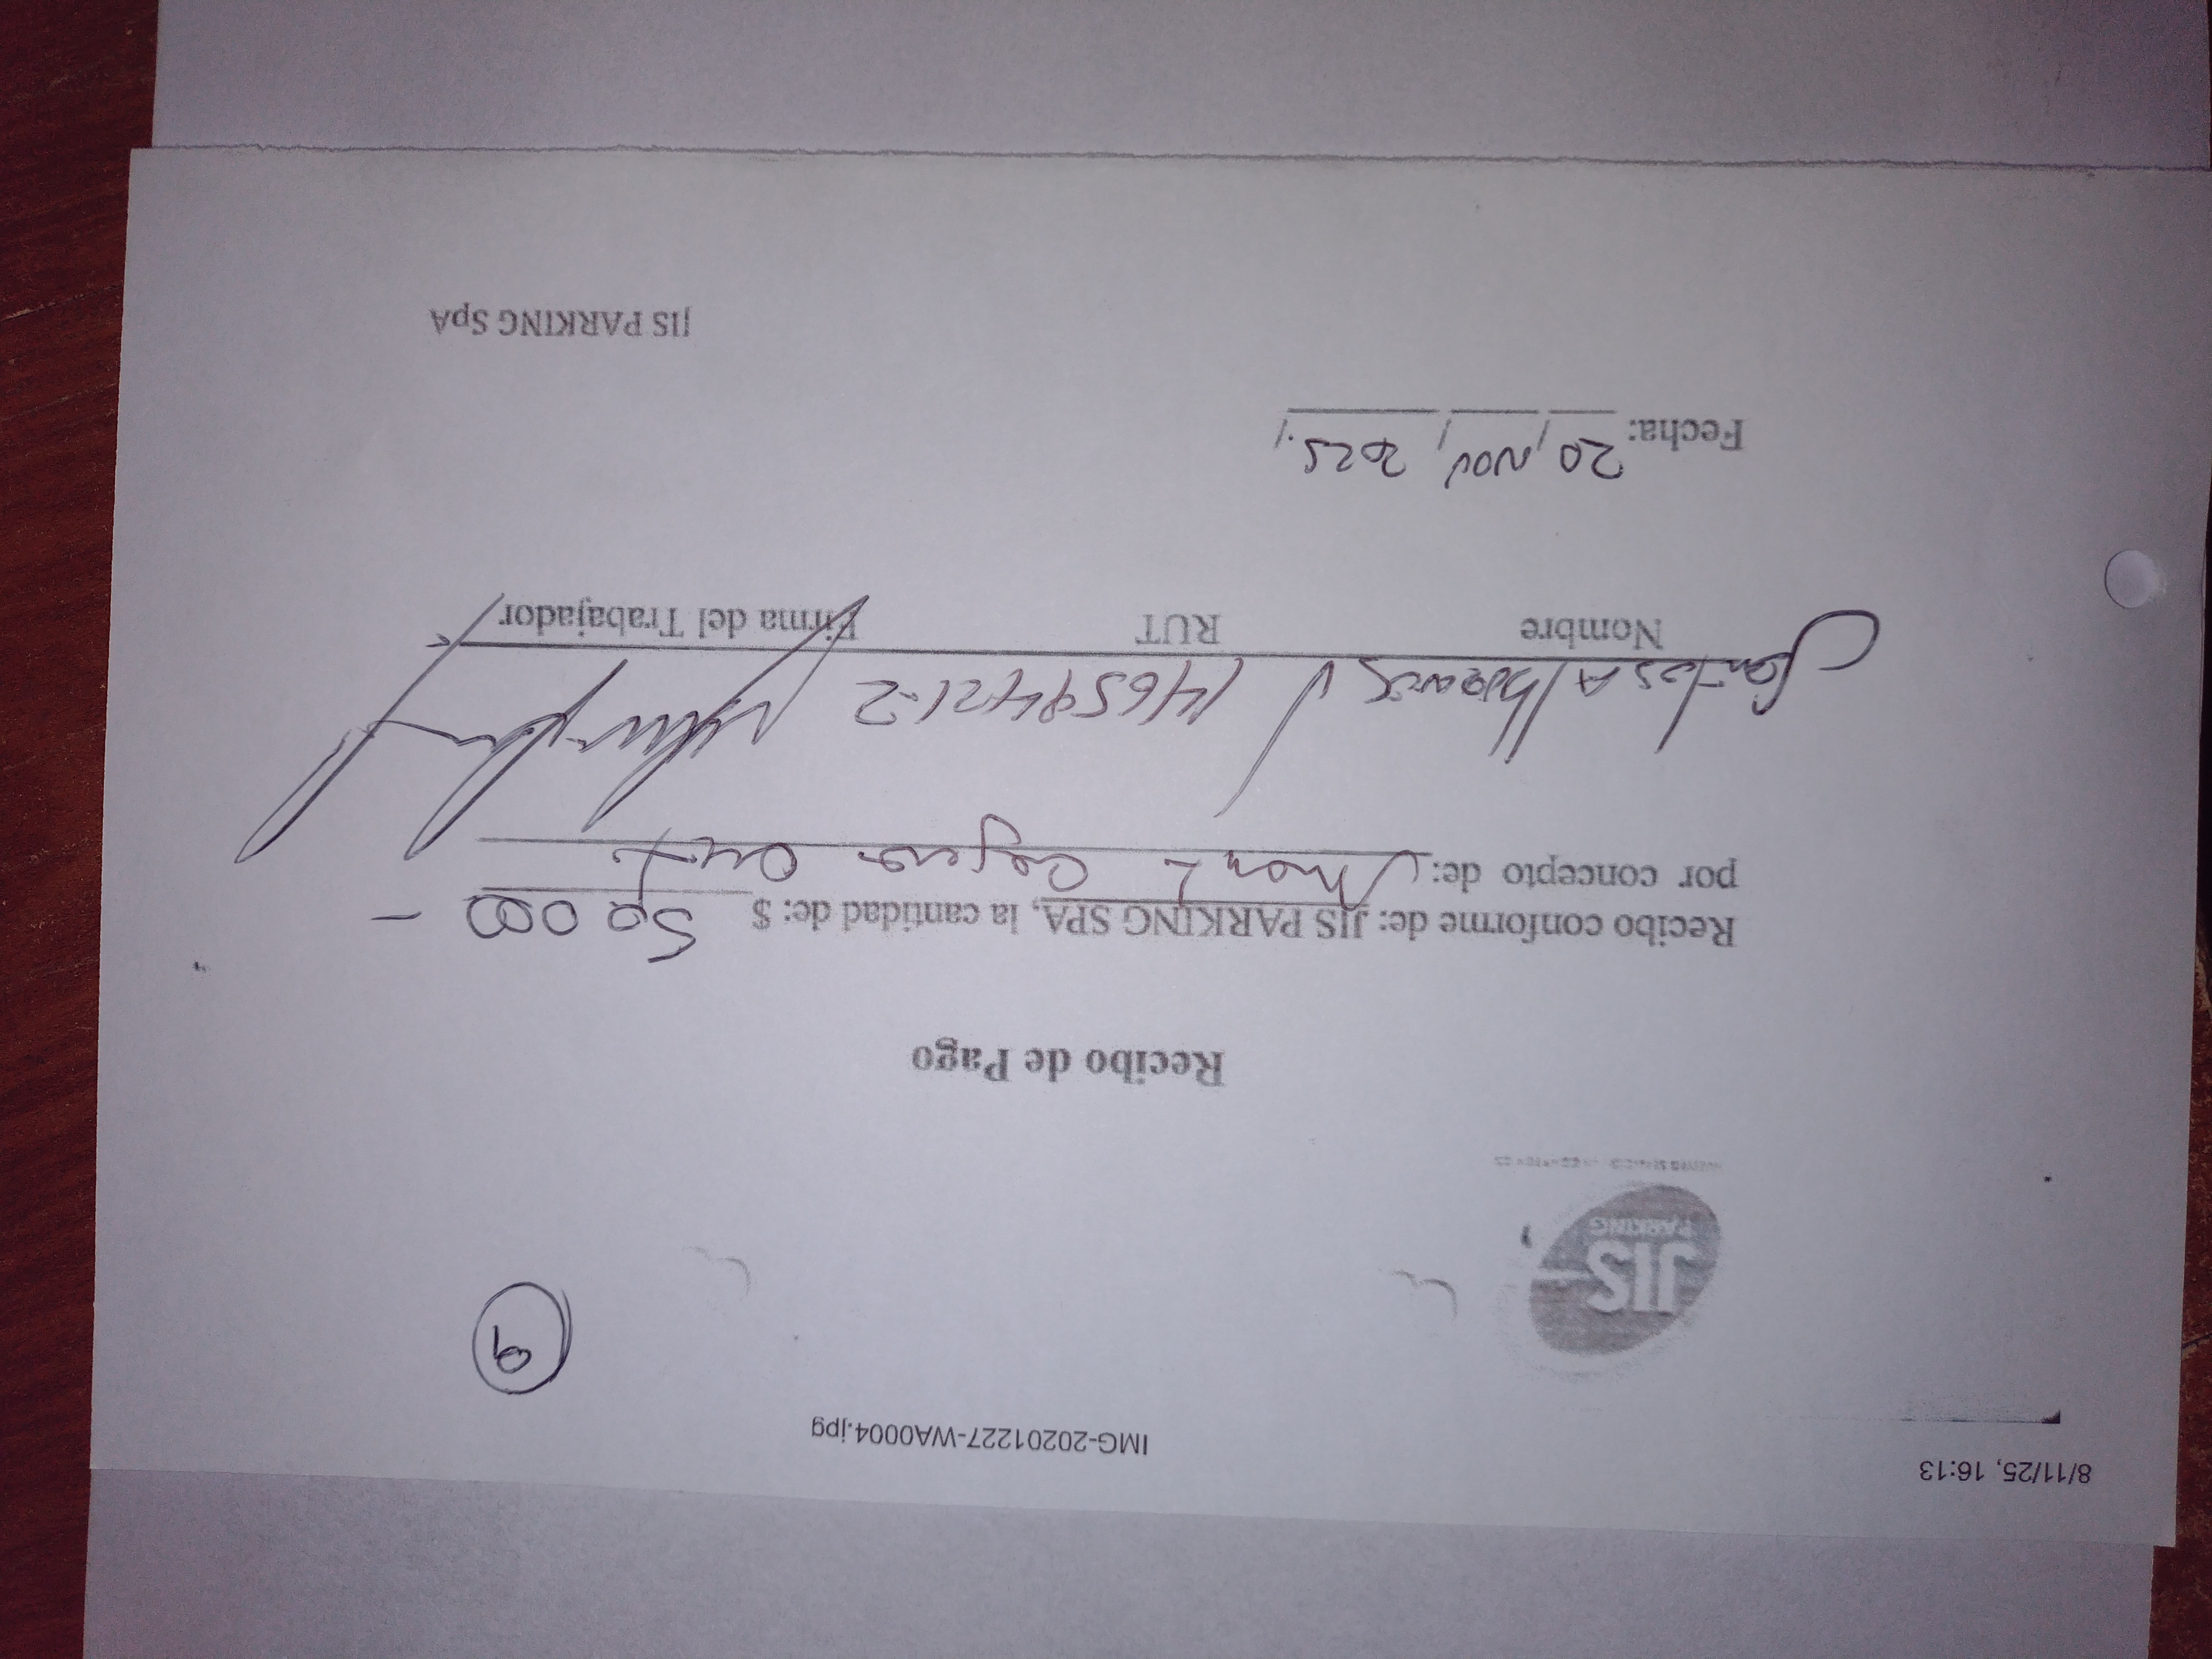 8/11/25, 16:13
IMG-20201227-WA0004.jpg
9
JIS
PARKING
Recibo de Pago
Recibo conforme de: JIS PARKING SPA, la cantidad de: $ 50000 -
por concepto de:
Santos
Nombre RUT Firma del Trabajador
Fecha: 20 / NOV / 2025.
JIS PARKING SpA